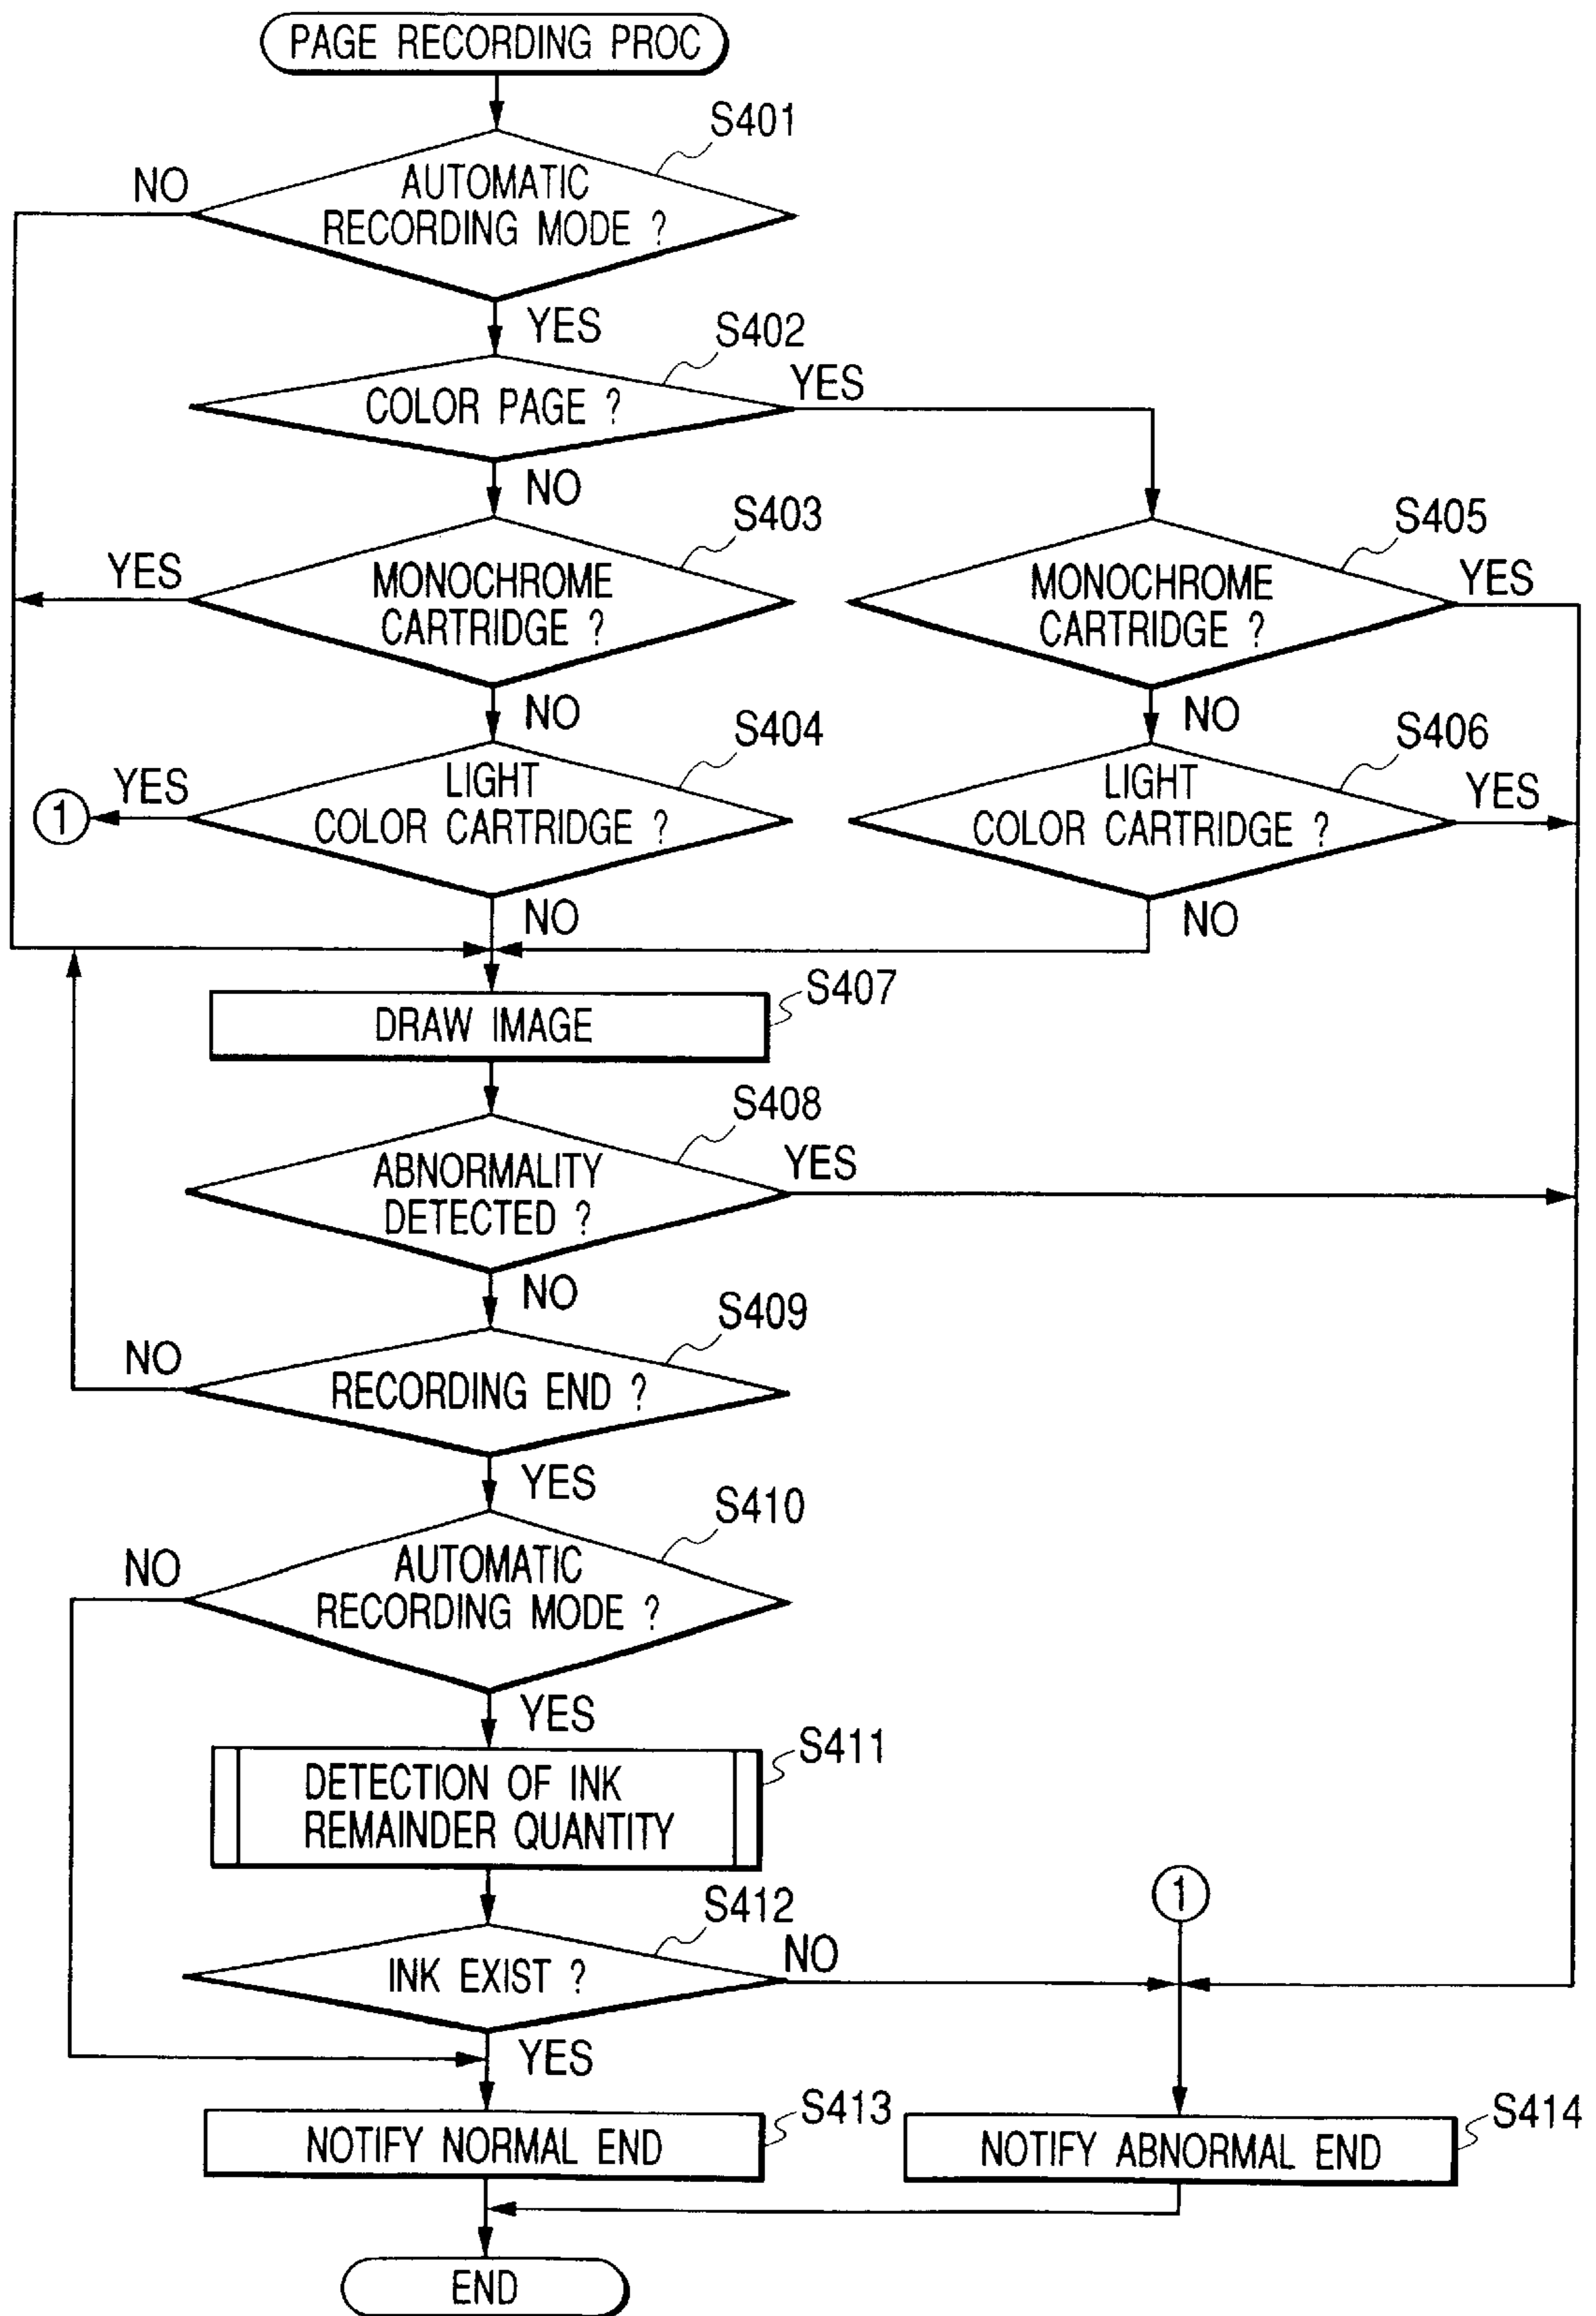 PAGE RECORDING PROC
S401
NO
AUTOMATIC
RECORDING MODE ?
YES
S402
COLOR PAGE ?
YES
NO
S403
S405
YES
MONOCHROME
CARTRIDGE ?
MONOCHROME
CARTRIDGE ?
YES
NO
NO
S404
S406
YES
1
LIGHT
COLOR CARTRIDGE ?
LIGHT
COLOR CARTRIDGE ?
YES
NO
NO
S407
DRAW IMAGE
S408
ABNORMALITY
DETECTED ?
YES
NO
S409
NO
RECORDING END ?
YES
S410
NO
AUTOMATIC
RECORDING MODE ?
YES
S411
DETECTION OF INK
REMAINDER QUANTITY
S412
1
INK EXIST ?
NO
YES
S413
NOTIFY NORMAL END
S414
NOTIFY ABNORMAL END
END